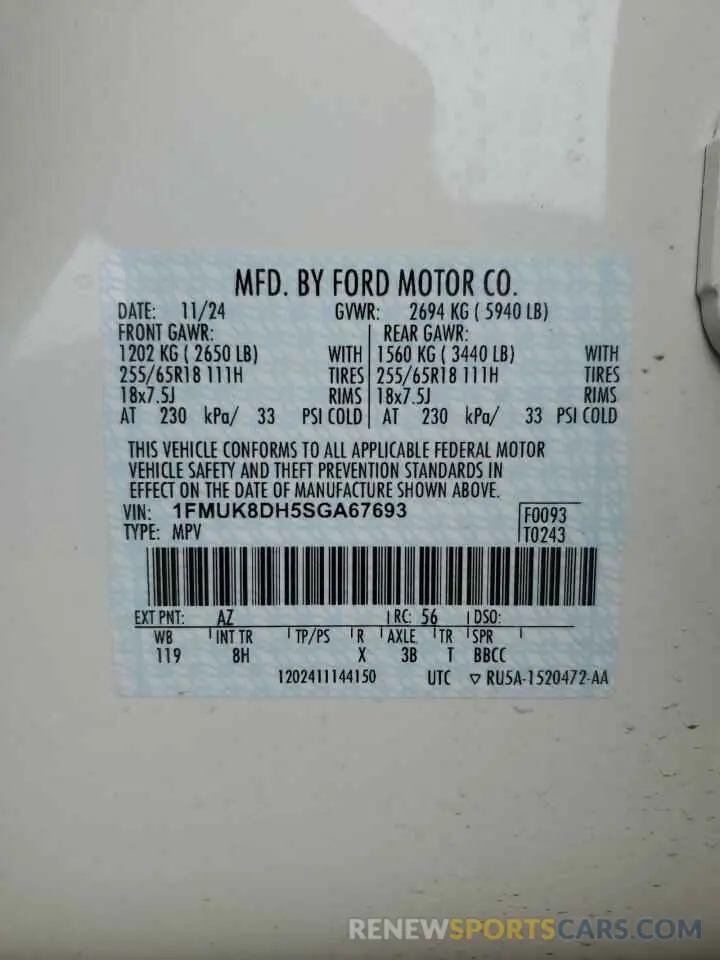 MFD. BY FORD MOTOR CO.
DATE: 11/24 GVWR: 2694 KG ( 5940 LB)
FRONT GAWR: REAR GAWR:
1202 KG ( 2650 LB) WITH 1560 KG ( 3440 LB) WITH
255/65R18 111H TIRES 255/65R18 111H TIRES
18x7.5J RIMS 18x7.5J RIMS
AT 230 kPa/ 33 PSI COLD AT 230 kPa/ 33 PSI COLD
THIS VEHICLE CONFORMS TO ALL APPLICABLE FEDERAL MOTOR
VEHICLE SAFETY AND THEFT PREVENTION STANDARDS IN
EFFECT ON THE DATE OF MANUFACTURE SHOWN ABOVE.
VIN: 1FMUK8DH5SGA67693 F0093
TYPE: MPV T0243
EXT PNT: AZ RC: 56 DSO:
WB INT TR TP/PS R AXLE TR SPR
119 8H X 3B T BBCC
1202411144150 UTC ▽ RU5A-1520472-AA
RENEWSPORTSCARS.COM